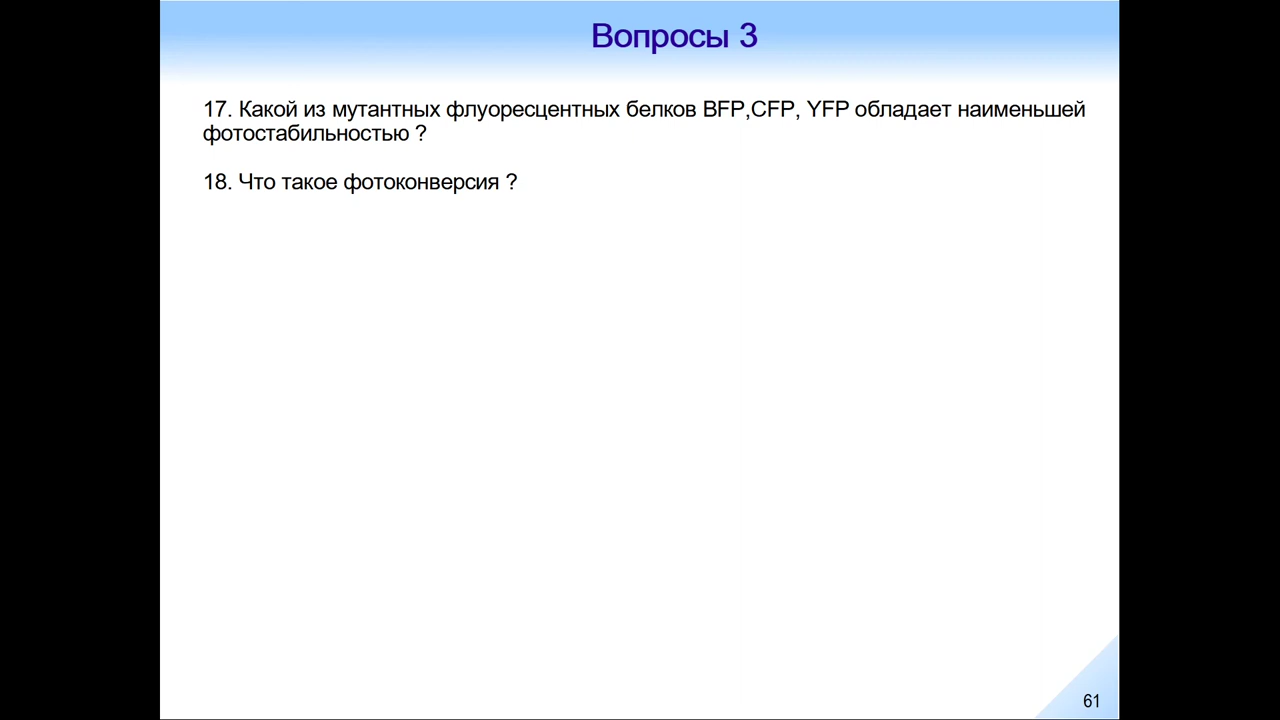 Вопросы 3
17. Какой из мутантных флуоресцентных белков BFP,CFP, YFP обладает наименьшей
фотостабильностью ?
18. Что такое фотоконверсия ?
61